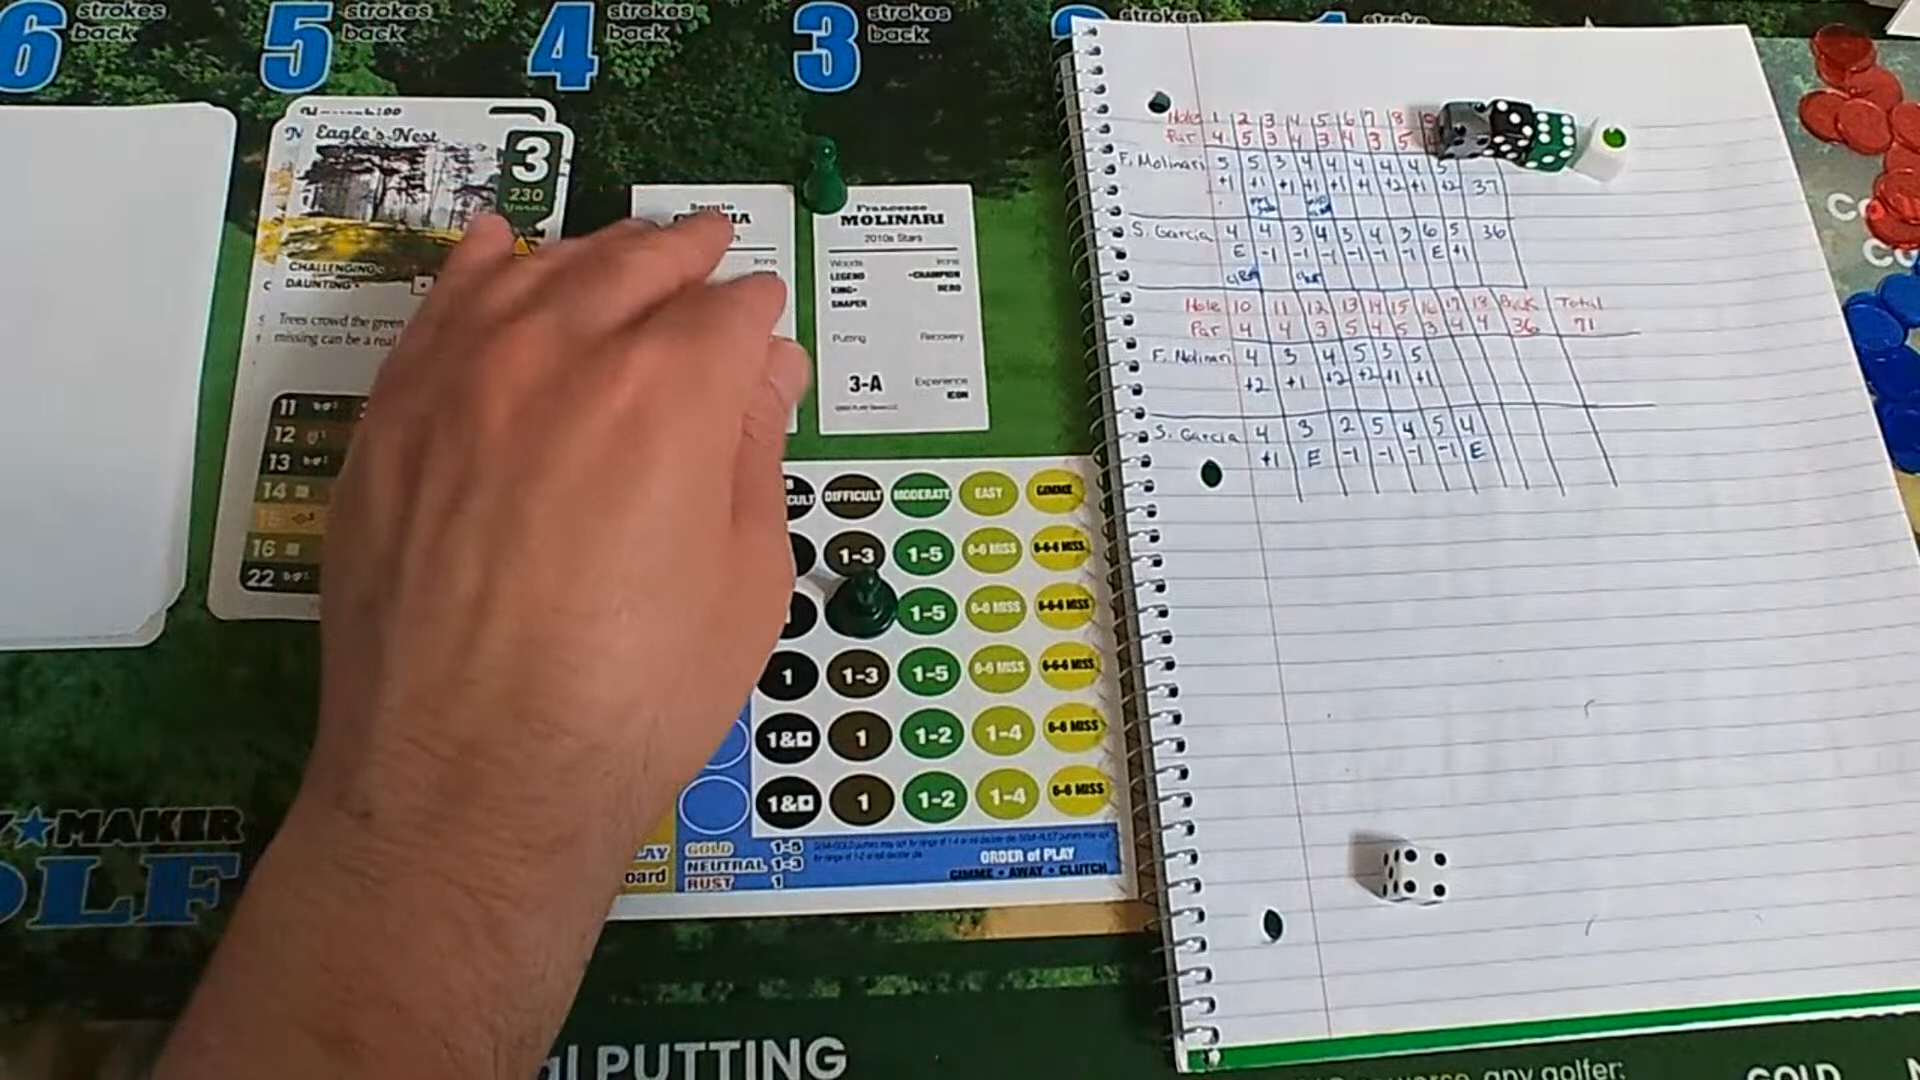 6 strokes back
5 strokes back
4 strokes back
3 strokes back
strokes
stroke
Eagle's Nest
3
230
Yards
CHALLENGING
DAUNTING
Trees crowd the green
missing can be a real
11
12
13
14
15
16
22
Sergio
Francesco
MOLINARI
2010s Stars
Woods
LEGEND
KING+
SHAPER
Irons
+CHAMPION
HERO
Putting
Recovery
3-A
Experience
ICON
Irons
DIFFICULT MODERATE EASY GIMME
1-3 1-5 6-6 MISS 6-6-6 MISS
1-5 6-6 MISS 6-6-6 MISS
1 1-3 1-5 6-6 MISS 6-6-6 MISS
1& 1 1-2 1-4 6-6 MISS
1& 1 1-2 1-4 6-6 MISS
GOLD 1-5
NEUTRAL 1-3
RUST 1
ORDER of PLAY
GIMME • AWAY • CLUTCH
MAKER
PUTTING
any golfer:
GOLD
Hole 1 2 3 4 5 6 7 8
Par 4 5 3 4 3 4 3 5
F. Molinari 5 5 3 4 4 4 4 4 5
+1 +1 +1 +1 +1 +1 +2 +1 +2 37
S. Garcia 4 4 3 4 3 4 3 6 5 36
E -1 -1 -1 -1 -1 -1 E +1
Hole 10 11 12 13 14 15 16 17 18 Back Total
Par 4 4 3 5 4 5 3 4 4 36 71
F. Molinari 4 3 4 5 3 5
+2 +1 +2 +2 +1 +1
S. Garcia 4 3 2 5 4 5 4
+1 E -1 -1 -1 -1 E